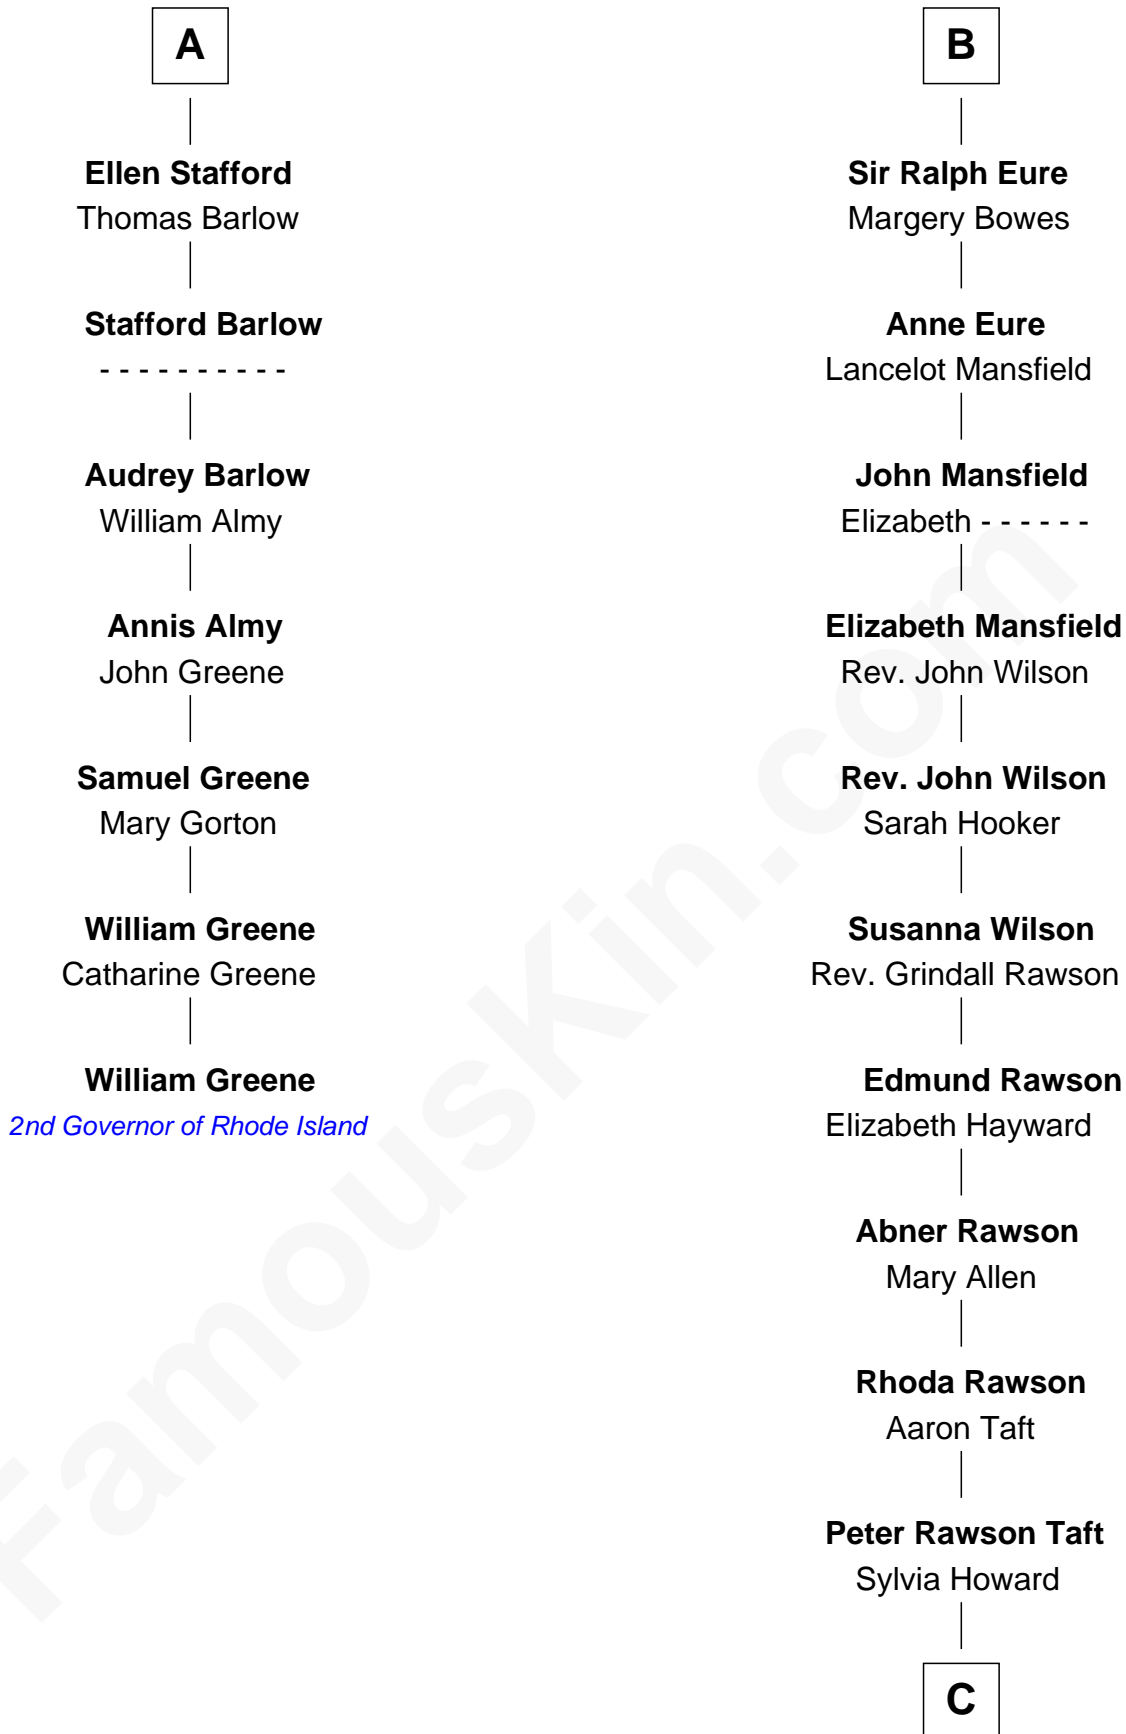 A
Ellen Stafford
Thomas Barlow
Stafford Barlow
- - - - - - - - - -
Audrey Barlow
William Almy
Annis Almy
John Greene
Samuel Greene
Mary Gorton
William Greene
Catharine Greene
William Greene
2nd Governor of Rhode Island
B
Sir Ralph Eure
Margery Bowes
Anne Eure
Lancelot Mansfield
John Mansfield
Elizabeth - - - - - -
Elizabeth Mansfield
Rev. John Wilson
Rev. John Wilson
Sarah Hooker
Susanna Wilson
Rev. Grindall Rawson
Edmund Rawson
Elizabeth Hayward
Abner Rawson
Mary Allen
Rhoda Rawson
Aaron Taft
Peter Rawson Taft
Sylvia Howard
C
FamousKin.com